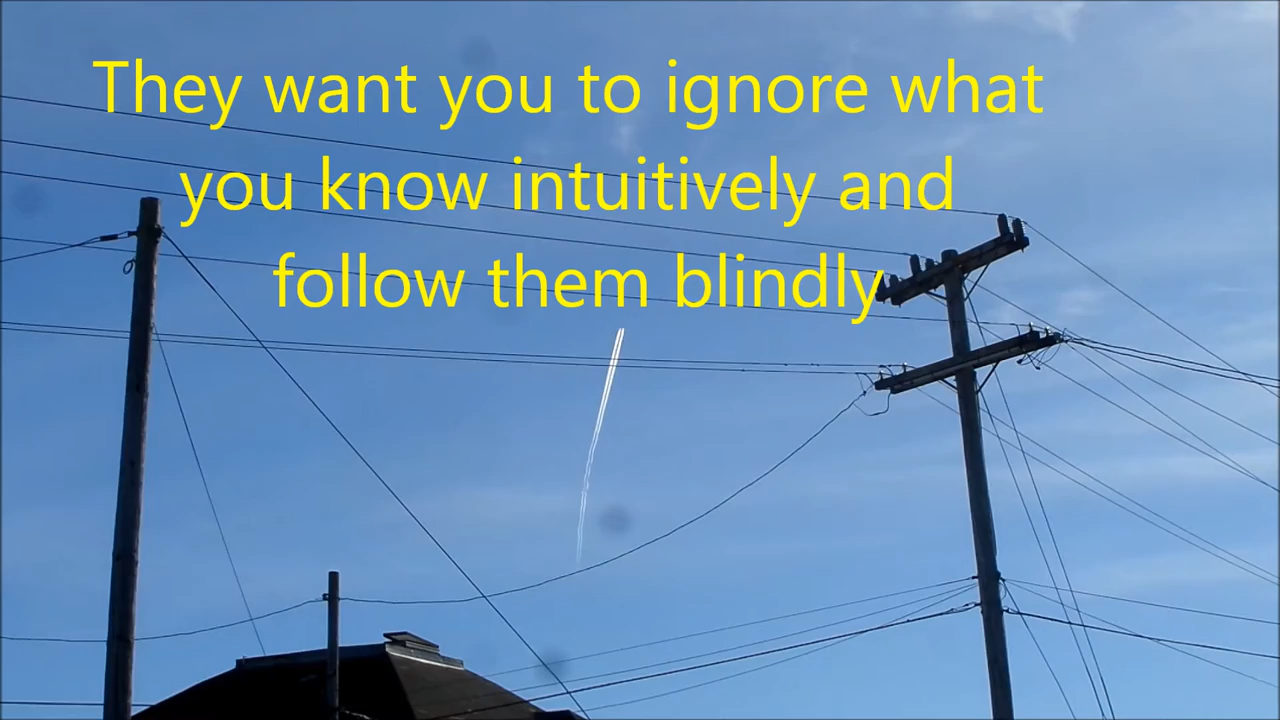 They want you to ignore what
you know intuitively and
follow them blindly